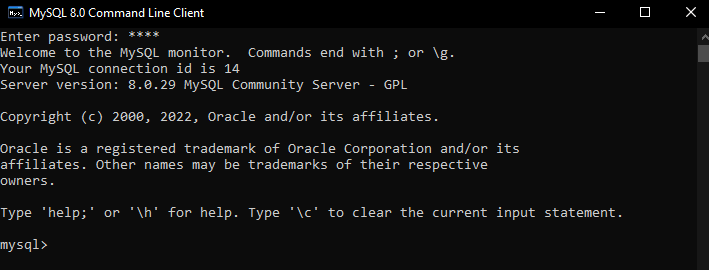 MySQL 8.0 Command Line Client
Enter password: ****
Welcome to the MySQL monitor.  Commands end with ; or \g.
Your MySQL connection id is 14
Server version: 8.0.29 MySQL Community Server - GPL
Copyright (c) 2000, 2022, Oracle and/or its affiliates.
Oracle is a registered trademark of Oracle Corporation and/or its
affiliates. Other names may be trademarks of their respective
owners.
Type 'help;' or '\h' for help. Type '\c' to clear the current input statement.
mysql>